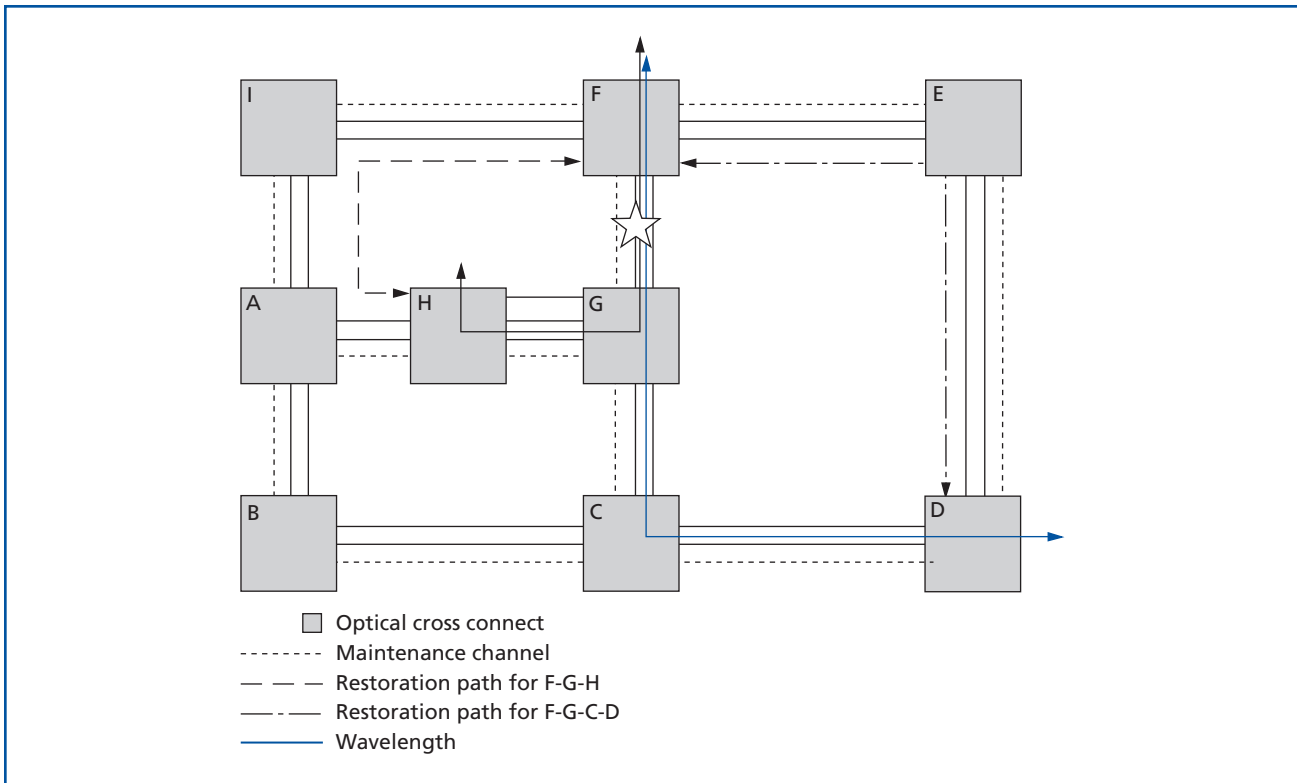 I
F
E
A
H
G
B
C
D
Optical cross connect
Maintenance channel
Restoration path for F-G-H
Restoration path for F-G-C-D
Wavelength